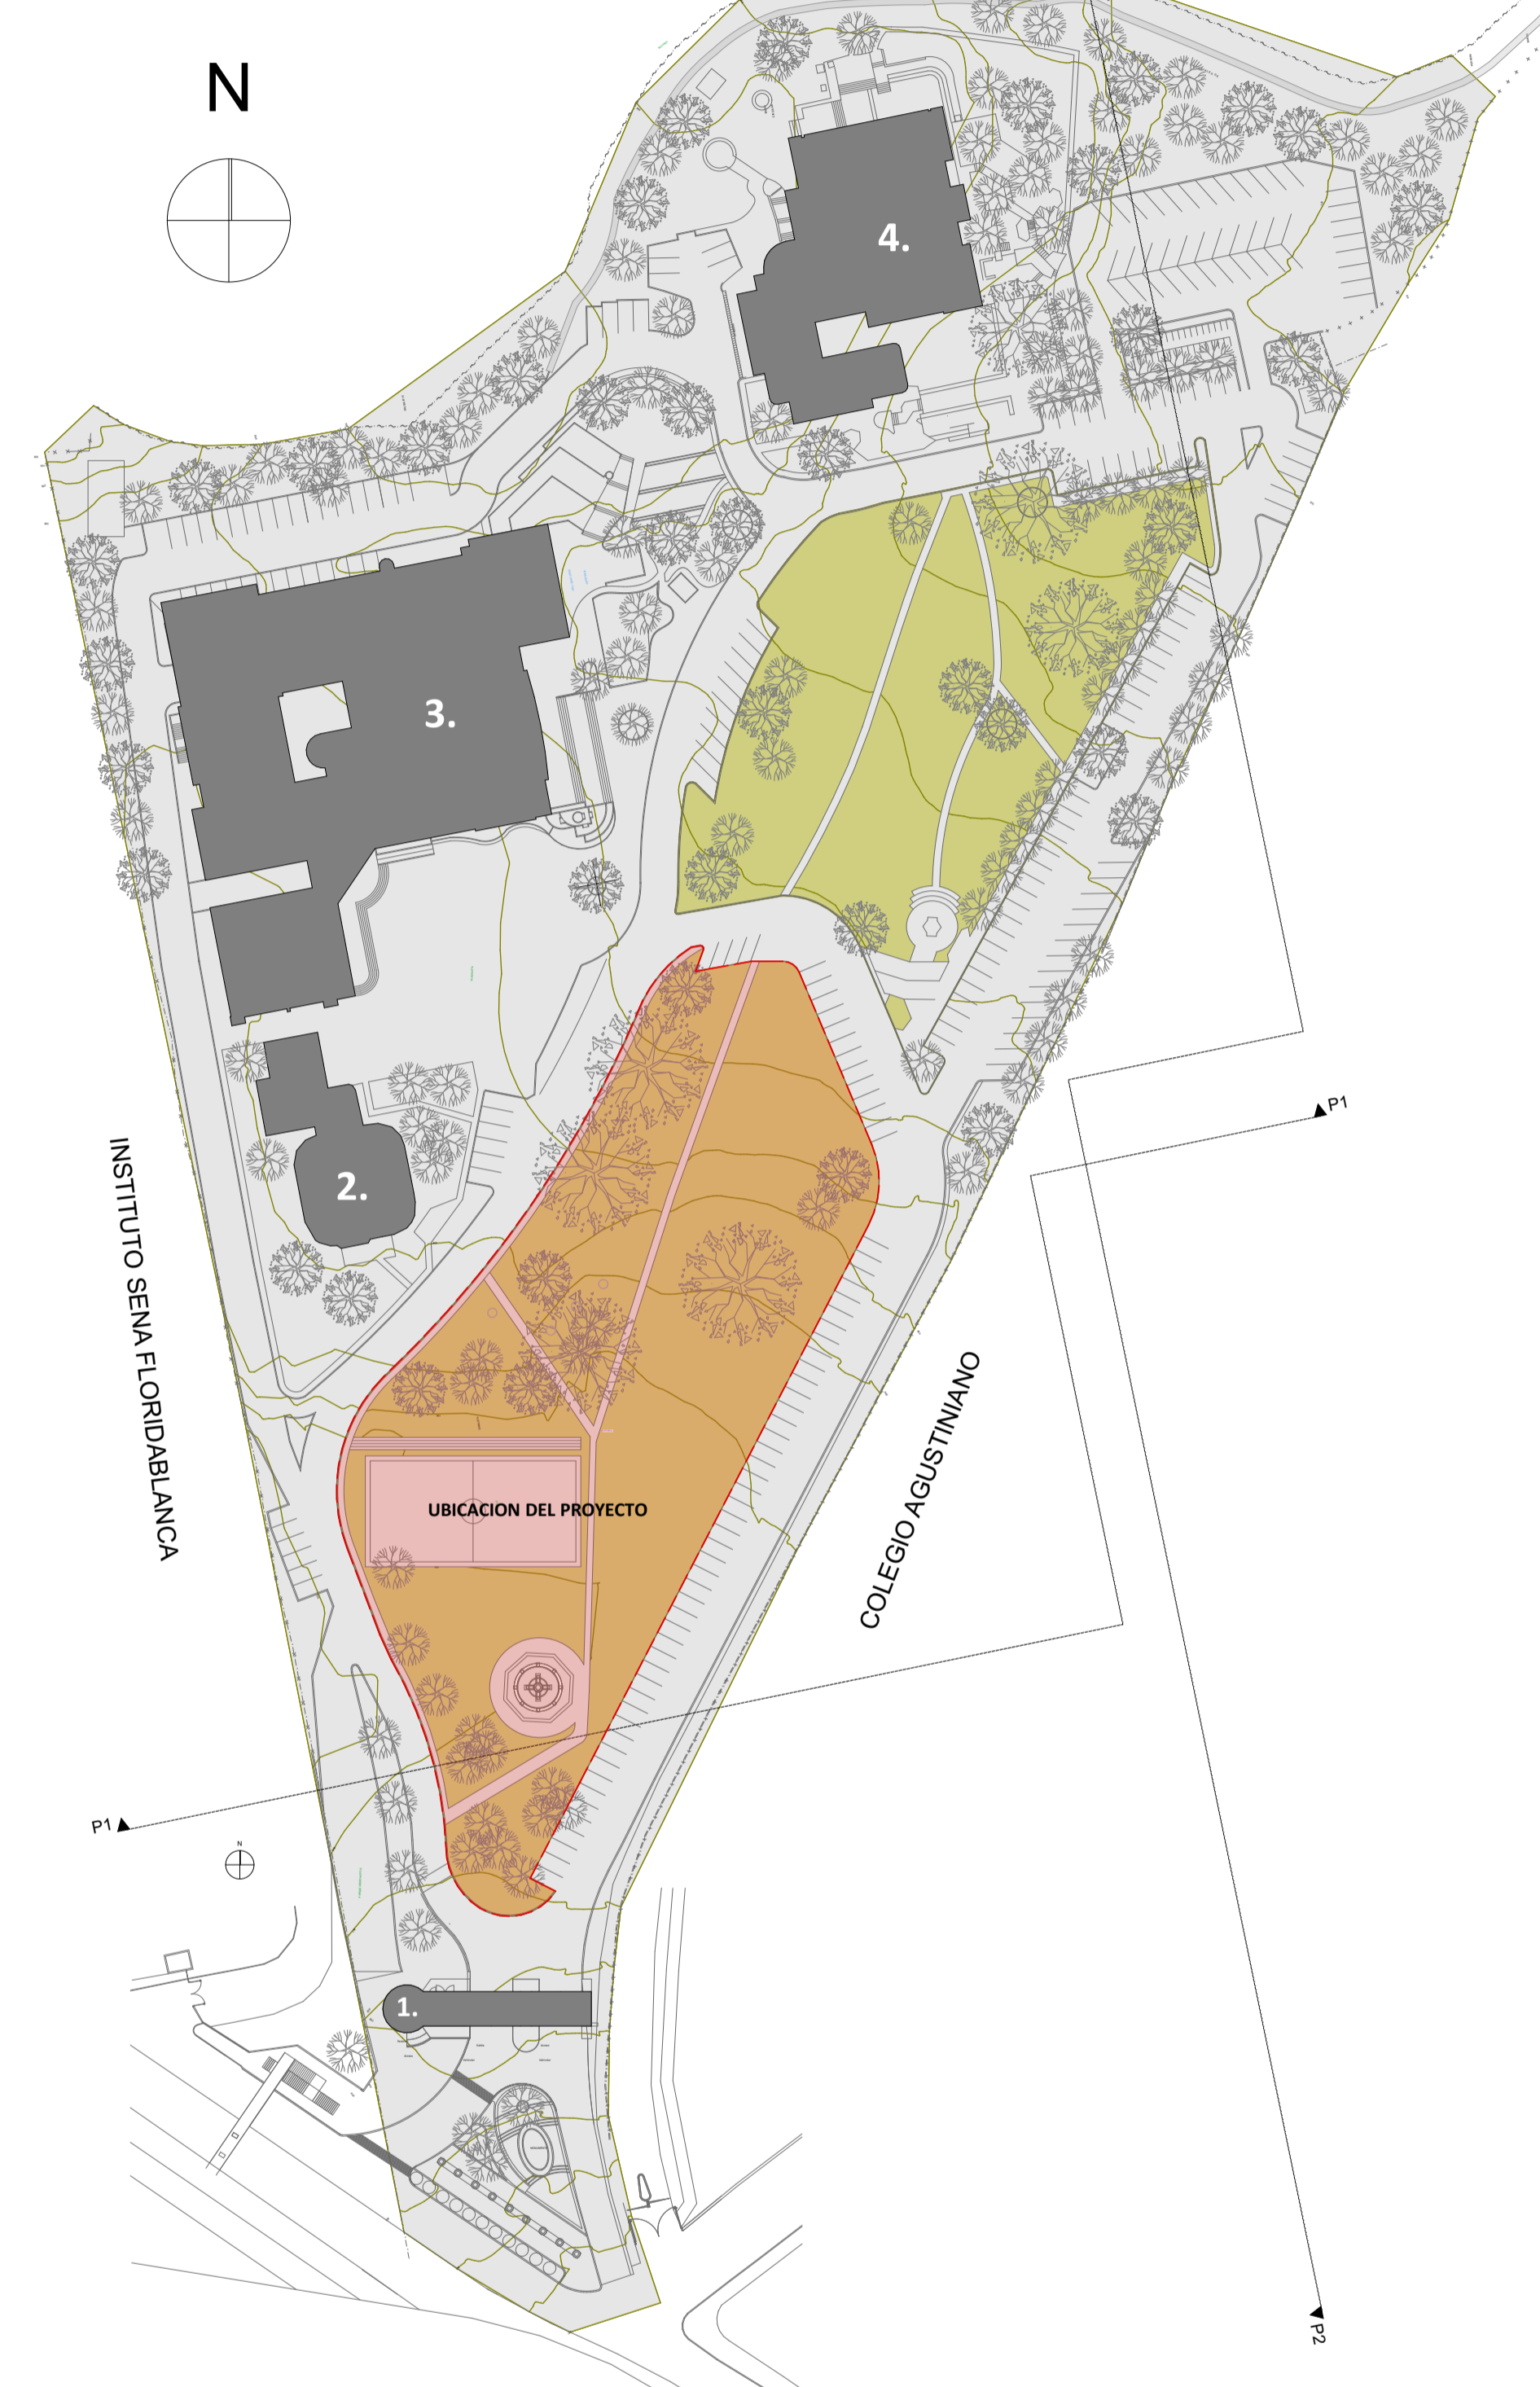 N
4.
3.
P1
2.
INSTITUTO SENA FLORIDABLANCA
COLEGIO AGUSTINIANO
UBICACION DEL PROYECTO
P1
N
1.
P2